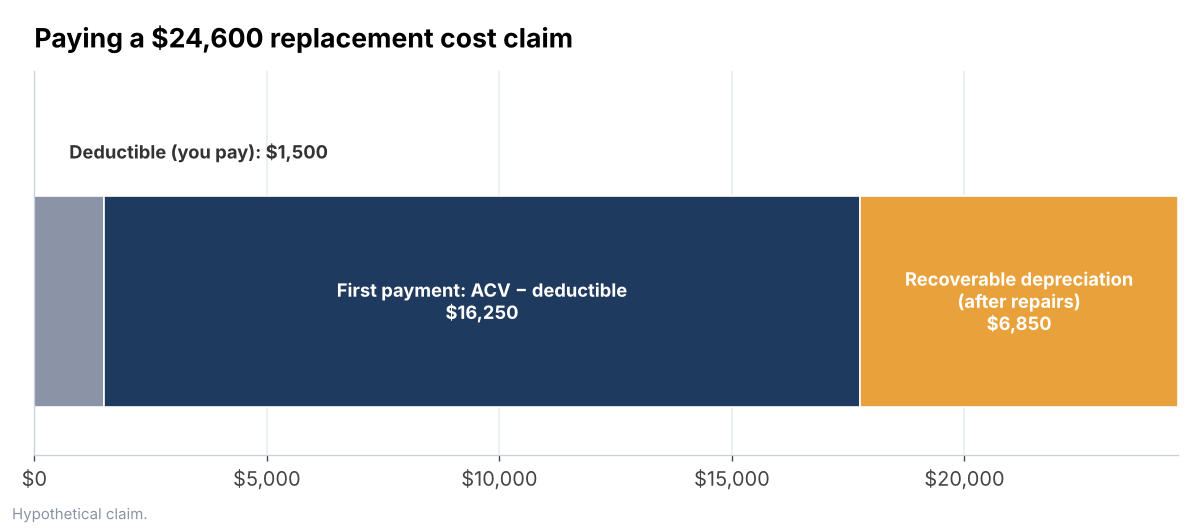 Paying a $24,600 replacement cost claim
Deductible (you pay): $1,500
First payment: ACV − deductible
$16,250
Recoverable depreciation
(after repairs)
$6,850
$0
$5,000
$10,000
$15,000
$20,000
Hypothetical claim.